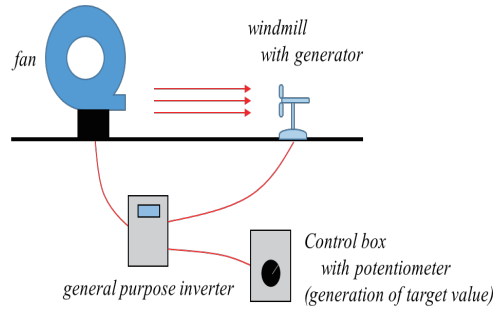 fan
windmill
with generator
general purpose inverter
Control box
with potentiometer
(generation of target value)